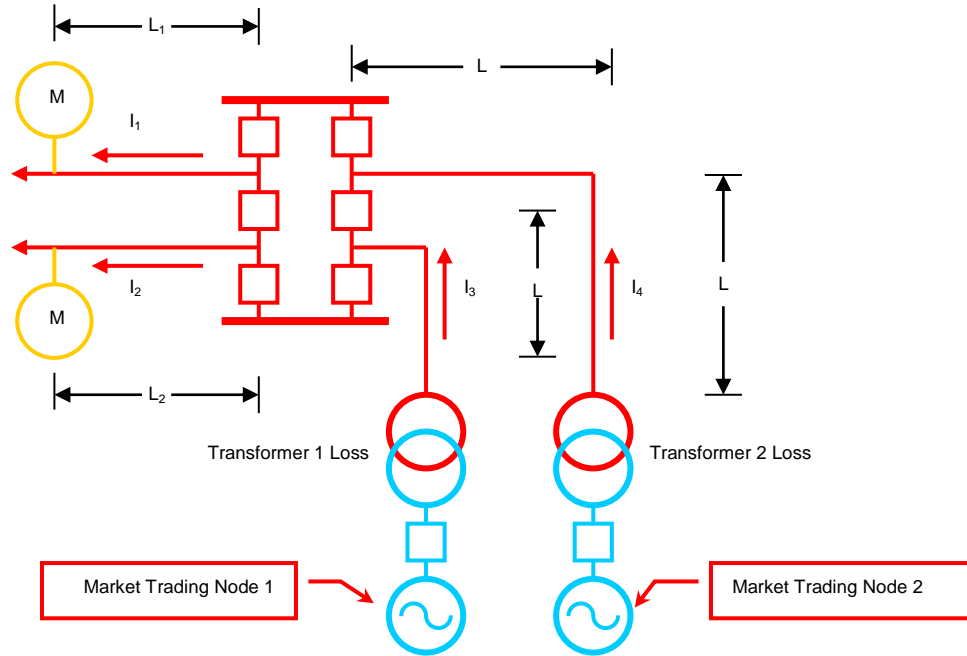 L1
L
M
I1
L
L
I2
I3
I4
M
L2
Transformer 1 Loss
Transformer 2 Loss
Market Trading Node 1
Market Trading Node 2